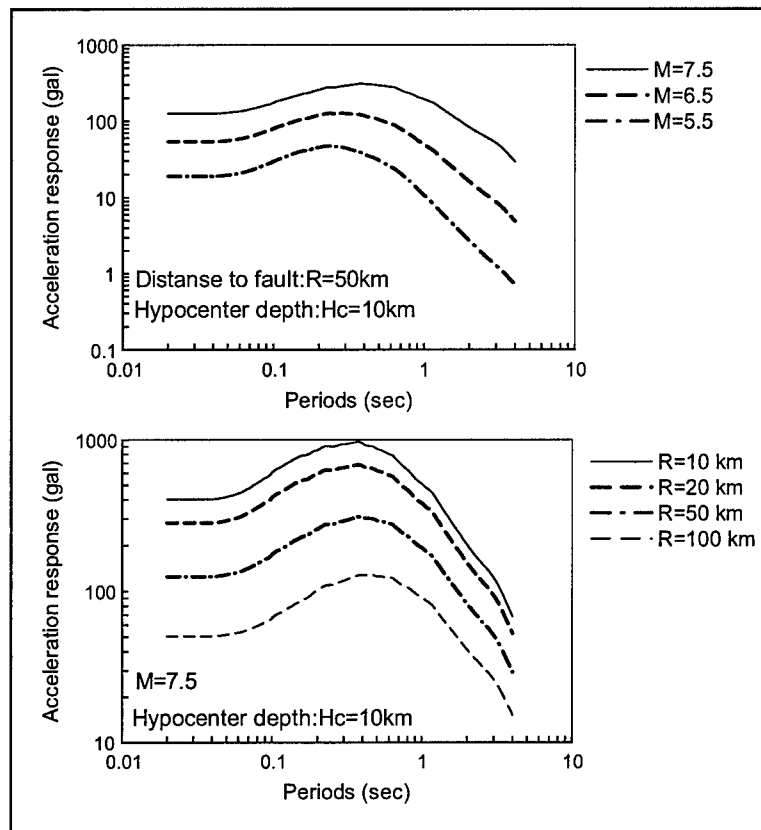 1000
100
10
1
0.1
Acceleration response (gal)
Distanse to fault:R=50km
Hypocenter depth:Hc=10km
0.01
0.1
1
10
Periods (sec)
M=7.5
M=6.5
M=5.5
1000
100
10
Acceleration response (gal)
M=7.5
Hypocenter depth:Hc=10km
0.01
0.1
1
10
Periods (sec)
R=10 km
R=20 km
R=50 km
R=100 km